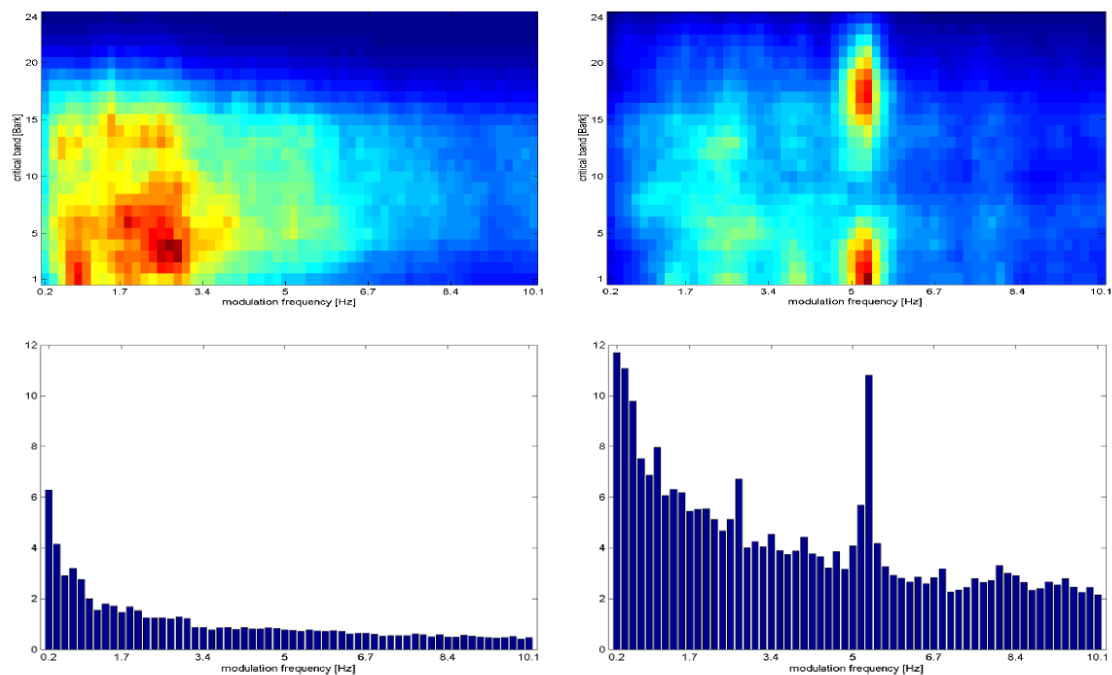 24
20
15
10
5
1
critical band [Bark]
0.2 1.7 3.4 5 6.7 8.4 10.1
modulation frequency [Hz]
24
20
15
10
5
1
critical band [Bark]
0.2 1.7 3.4 5 6.7 8.4 10.1
modulation frequency [Hz]
12
10
8
6
4
2
0
0.2 1.7 3.4 5 6.7 8.4 10.1
modulation frequency [Hz]
12
10
8
6
4
2
0
0.2 1.7 3.4 5 6.7 8.4 10.1
modulation frequency [Hz]